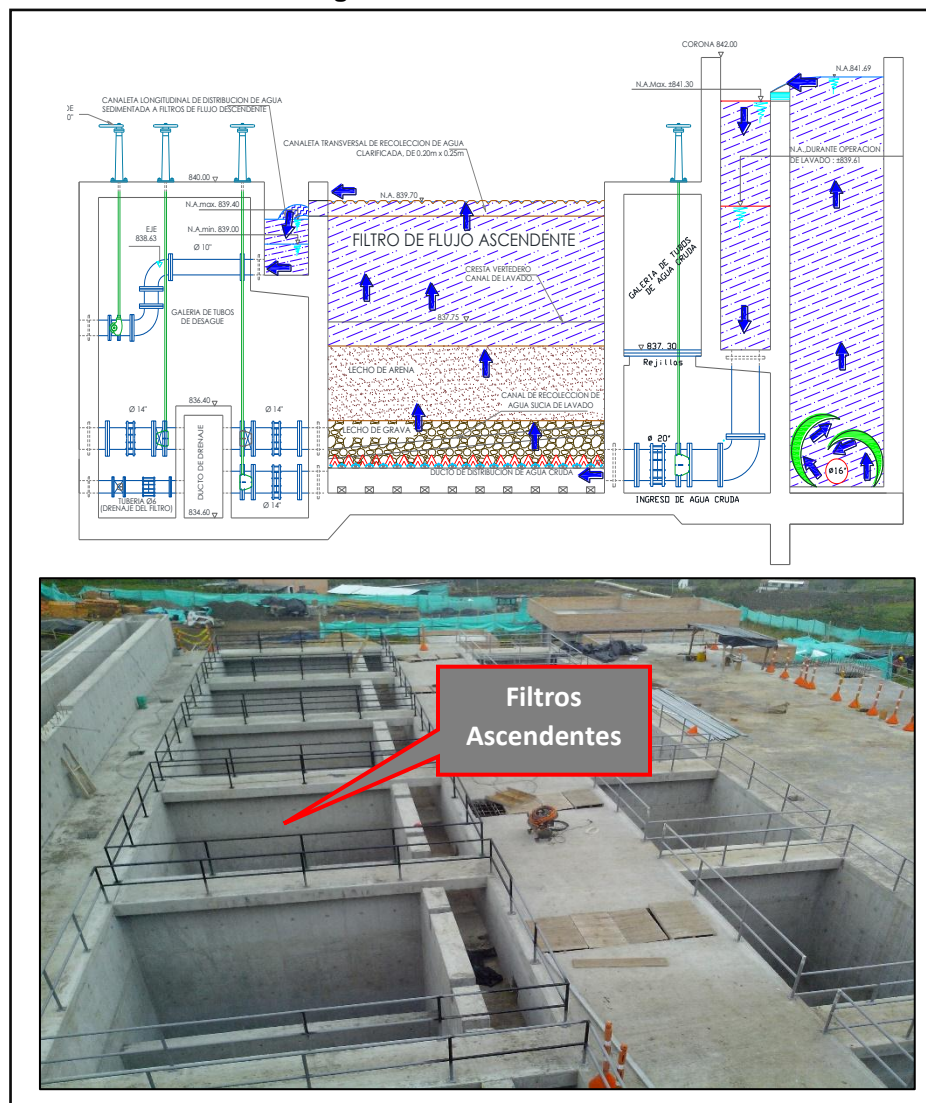 CORONA 842.00
N.A.841.69
N.A.Max. ±841.30
DE
0"
CANALETA LONGITUDINAL DE DISTRIBUCION DE AGUA
SEDIMENTADA A FILTROS DE FLUJO DESCENDENTE
CANALETA TRANSVERSAL DE RECOLECCION DE AGUA
CLARIFICADA, DE 0.20m x 0.25m
N.A.,DURANTE OPERACION
DE LAVADO : ±839.61
840.00
N.A. 839.70
N.A.max. 839.40
N.A.min. 839.00
EJE
838.63
Ø 10"
FILTRO DE FLUJO ASCENDENTE
GALERIA DE TUBOS
DE AGUA CRUDA
CRESTA VERTEDERO
CANAL DE LAVADO
GALERIA DE TUBOS
DE DESAGUE
837.75
837.30
Rejillas
LECHO DE ARENA
CANAL DE RECOLECCION DE
AGUA SUCIA DE LAVADO
836.40
Ø 14"
Ø 14"
LECHO DE GRAVA
ø 20"
DUCTO DE DRENAJE
DUCTO DE DISTRIBUCION DE AGUA CRUDA
Ø16"
TUBERIA Ø6
(DRENAJE DEL FILTRO)
834.60
Ø 14"
INGRESO DE AGUA CRUDA
Filtros
Ascendentes